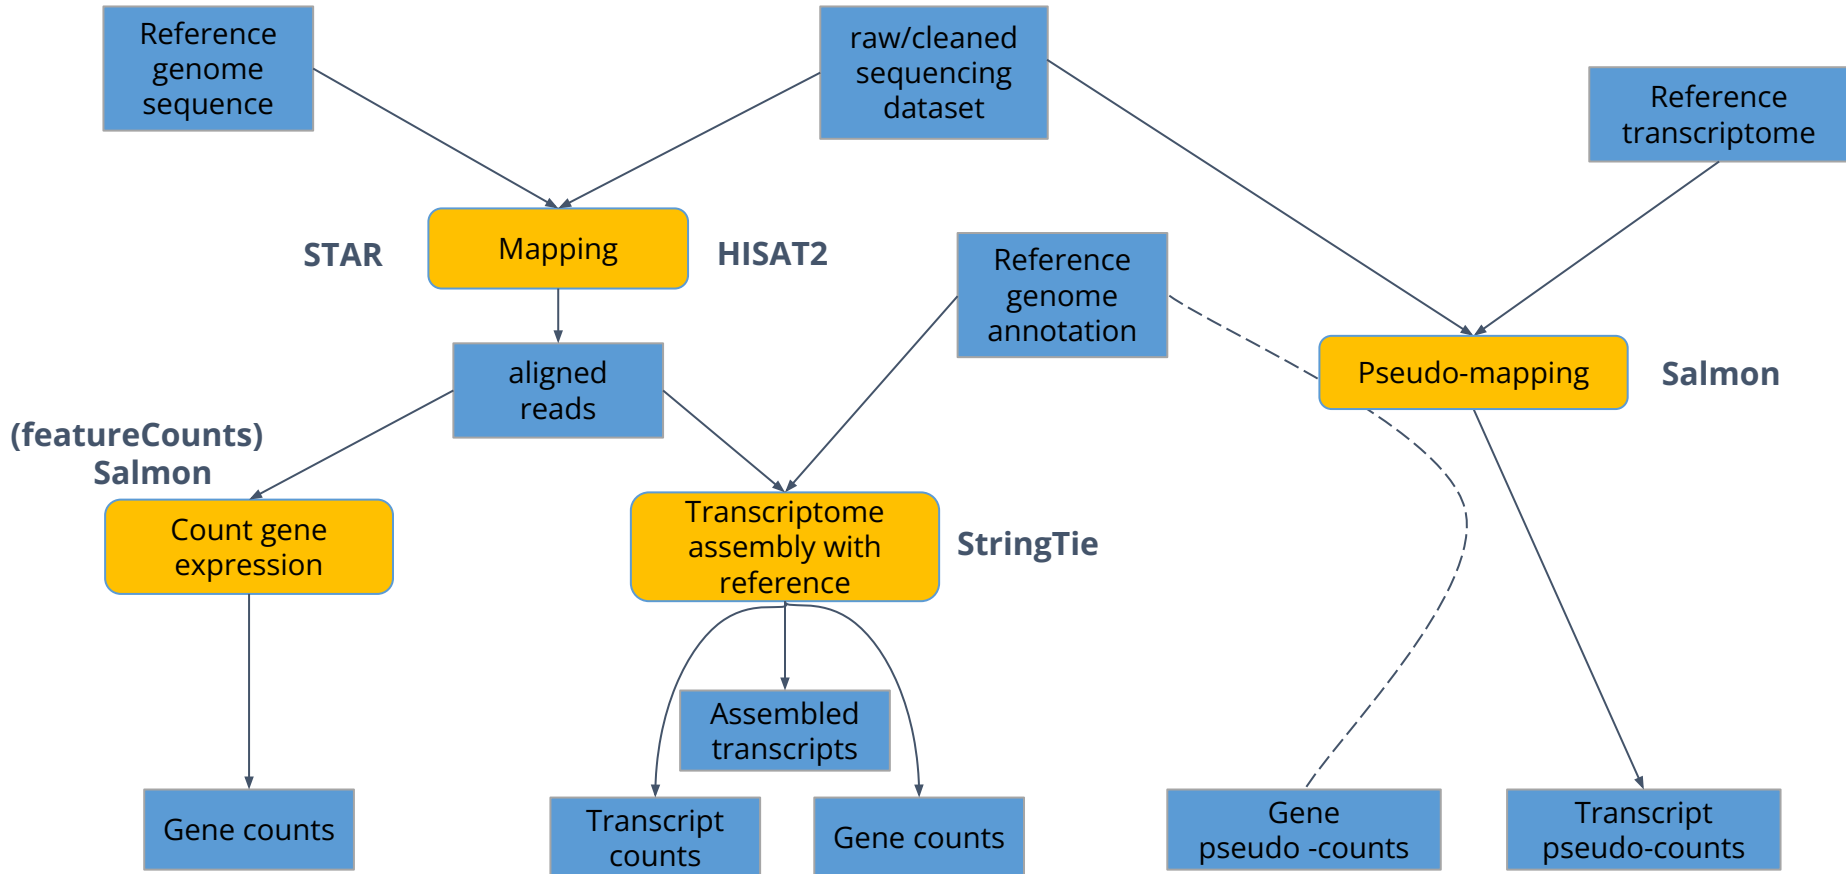 Reference
genome
sequence
raw/cleaned
sequencing
dataset
Reference
transcriptome
STAR
Mapping
HISAT2
Reference
genome
annotation
aligned
reads
Pseudo-mapping
Salmon
(featureCounts)
Salmon
Count gene
expression
Transcriptome
assembly with
reference
StringTie
Assembled
transcripts
Gene counts
Transcript
counts
Gene counts
Gene
pseudo -counts
Transcript
pseudo-counts